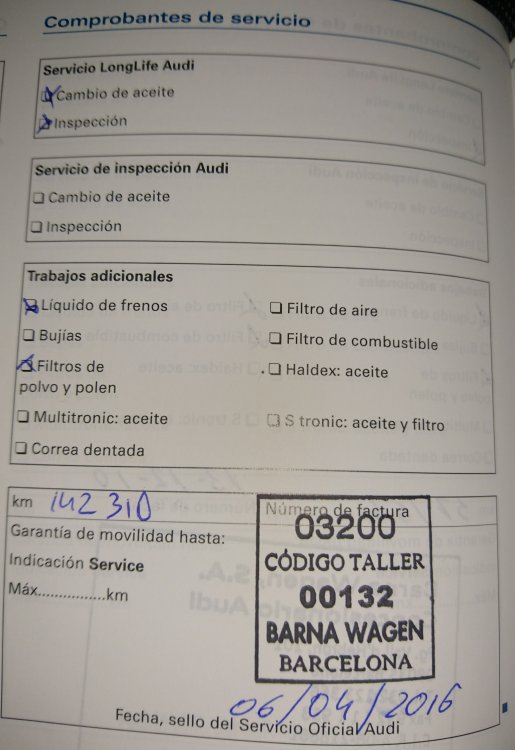 Comprobantes de servicio
Servicio LongLife Audi
Cambio de aceite
Inspección
Servicio de inspección Audi
Cambio de aceite
Inspección
Trabajos adicionales
Líquido de frenos
Filtro de aire
Bujías
Filtro de combustible
Filtros de
polvo y polen
Haldex: aceite
Multitronic: aceite
S tronic: aceite y filtro
Correa dentada
km 142 310
Número de factura
Garantía de movilidad hasta:
Indicación Service
Máx................km
03200
CÓDIGO TALLER
00132
BARNA WAGEN
BARCELONA
06/04/2016
Fecha, sello del Servicio Oficial Audi